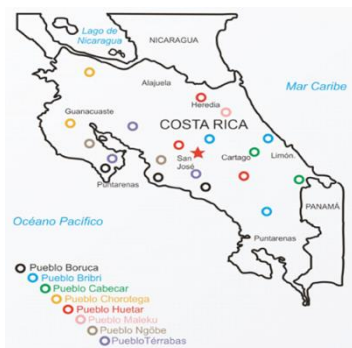 Lago de
Nicaragua
NICARAGUA
Mar Caribe
Alajuela
Heredia
Guanacuaste
COSTA RICA
San
José
Cartago
Limón.
Puntarenas
PANAMÁ
Océano Pacífico
Puntarenas
Pueblo Boruca
Pueblo Bribri
Pueblo Cabecar
Pueblo Chorotega
Pueblo Huetar
Pueblo Maleku
Pueblo Ngöbe
PuebloTérrabas